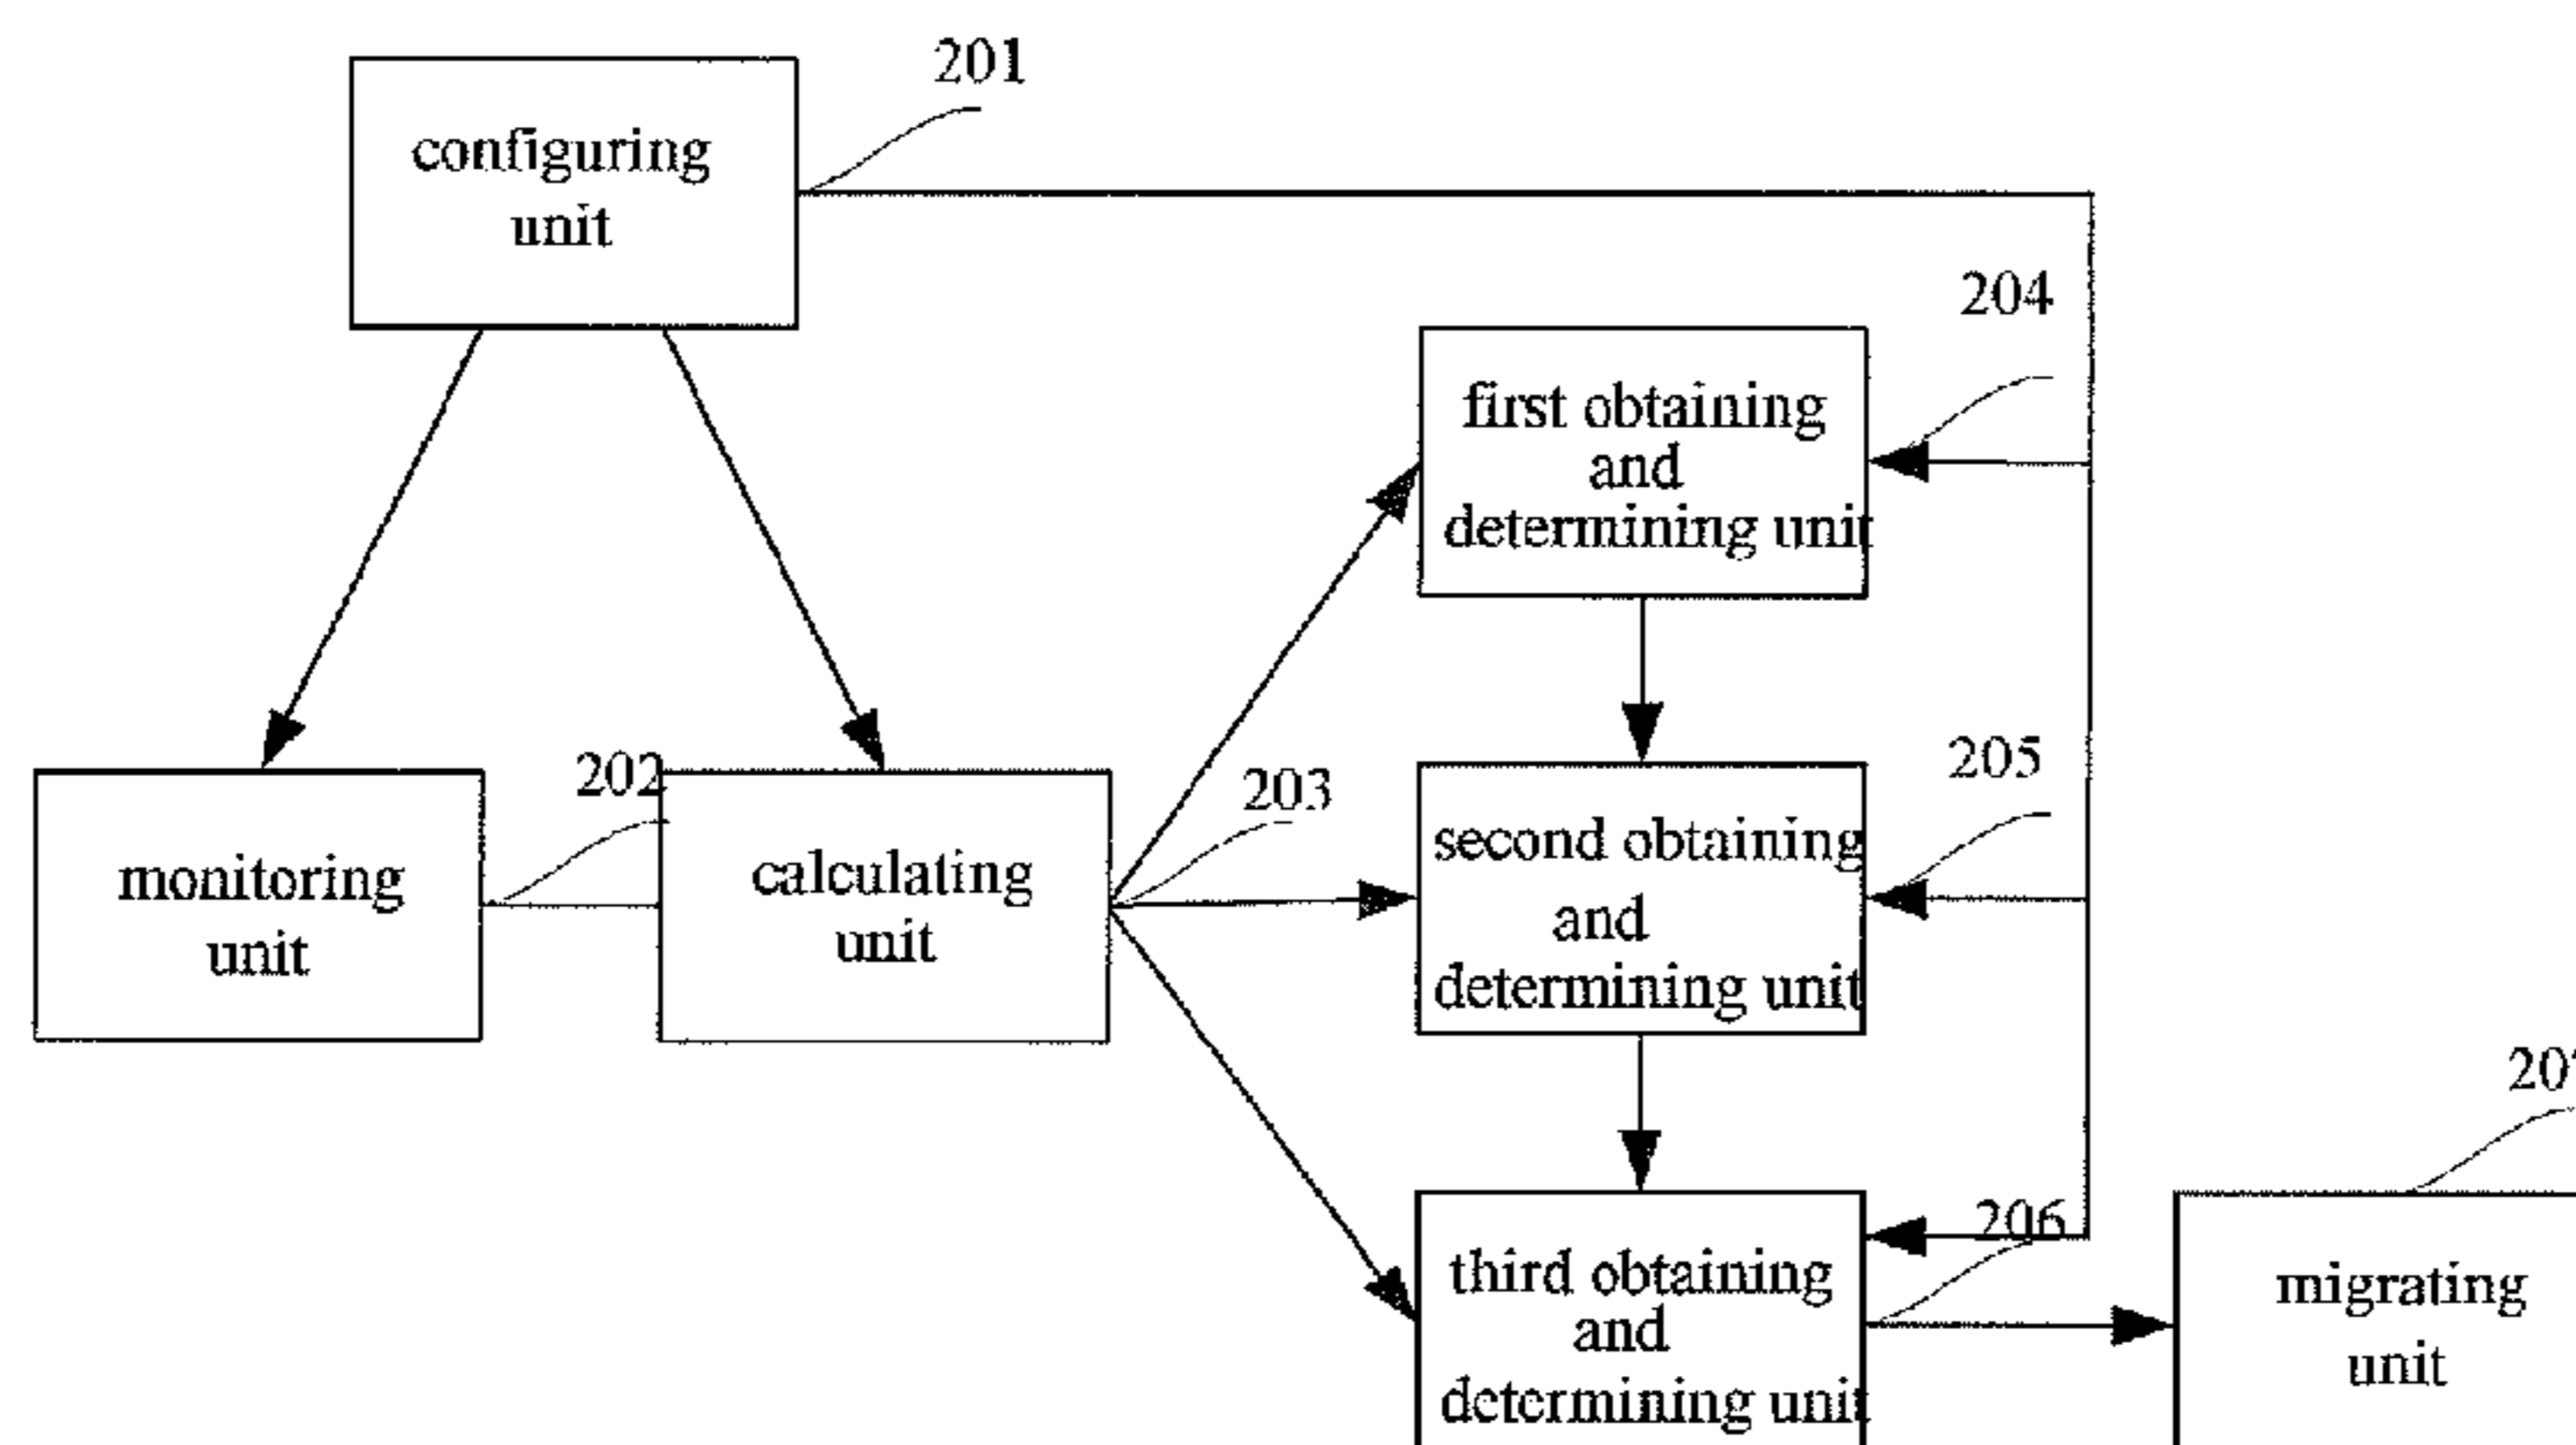 201
configuring
unit
204
first obtaining
and
determining unit
202
203
205
monitoring
unit
calculating
unit
second obtaining
and
determining unit
206
third obtaining
and
determining unit
migrating
unit